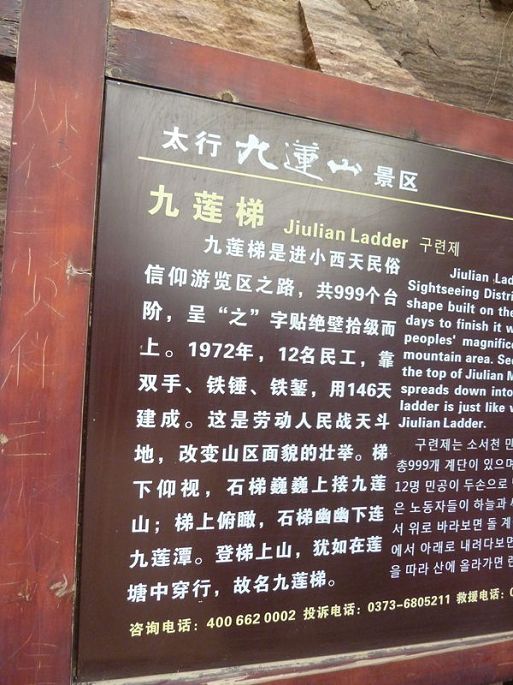 太行 九莲山 景区
九莲梯 Jiulian Ladder 구련제
九莲梯是进小西天民俗
信仰游览区之路，共999个台
阶，呈“之”字贴绝壁拾级而
上。1972年，12名民工，靠
双手、铁锤、铁錾，用146天
建成。这是劳动人民战天斗
地，改变山区面貌的壮举。梯
下仰视，石梯巍巍上接九莲
山；梯上俯瞰，石梯幽幽下连
九莲潭。登梯上山，犹如在莲
塘中穿行，故名九莲梯。
Jiulian
Sightseeing
shape built on the
days to finish it
peoples'
mountain area.
the top of Jiulian
spreads down into
ladder is just like
Jiulian Ladder.
구련제는 소서천
총999개 계단이 있으며
12명 민공이 두손으로
은 노동자들이 하늘과
서 위로 바라보면 돌
에서 아래로 내려다보면
을 따라 산에 올라가면
咨询电话：400 662 0002 投诉电话：0373-6805211 救援电话：